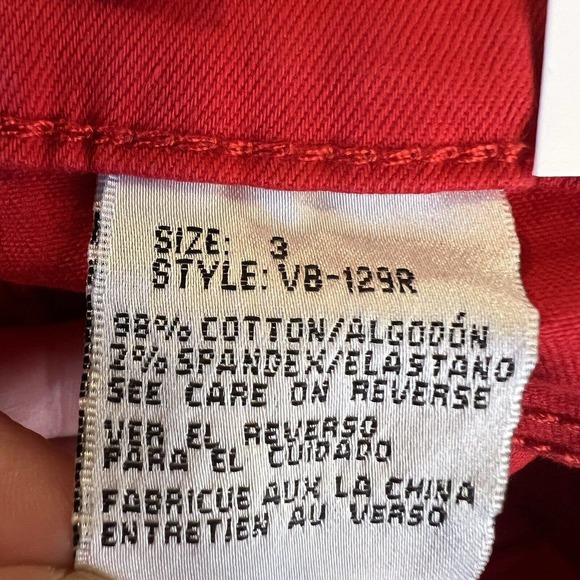 SIZE: 3
STYLE: VB-129R
98% COTTON/ALGODÓN
2% SPANDEX/ELASTANO
SEE CARE ON REVERSE
VER EL REVERSO
PARA EL CUIDADO
FABRICUE AUX LA CHINA
ENTRETIEN AU VERSO